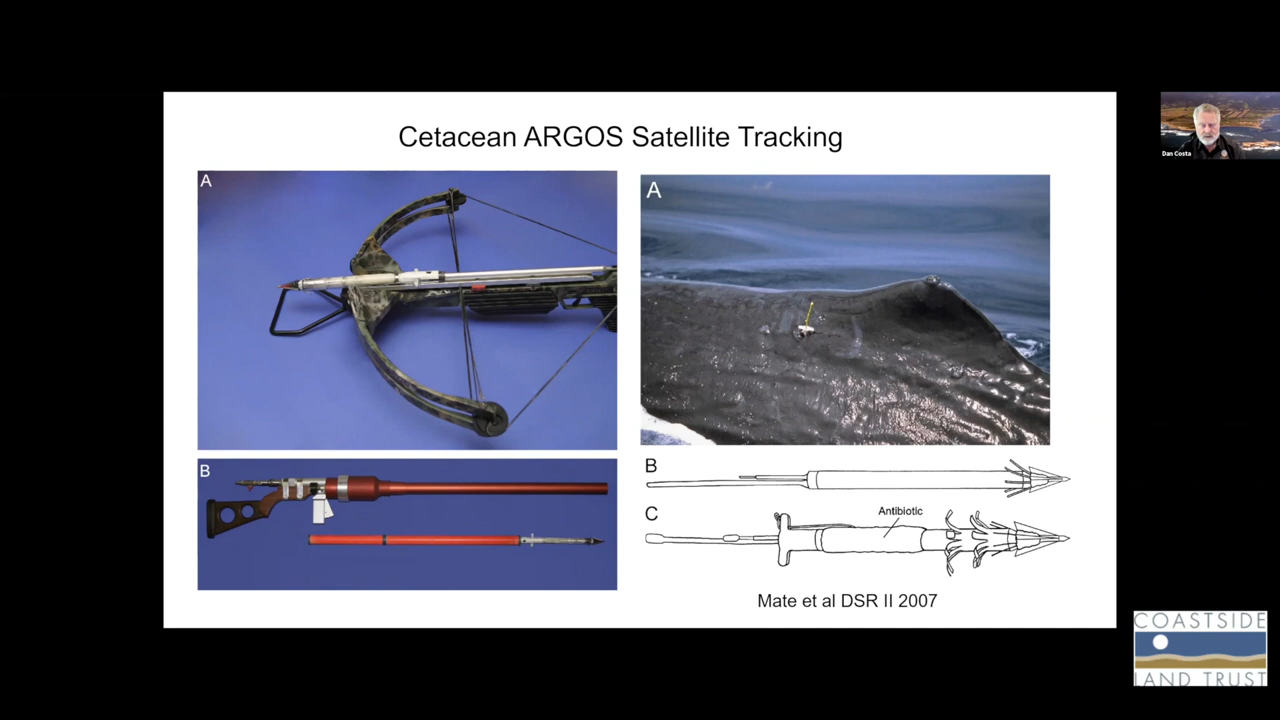 Cetacean ARGOS Satellite Tracking
A
A
B
B
C
Antibiotic
Mate et al DSR II 2007
Dan Costa
COASTSIDE
LAND TRUST